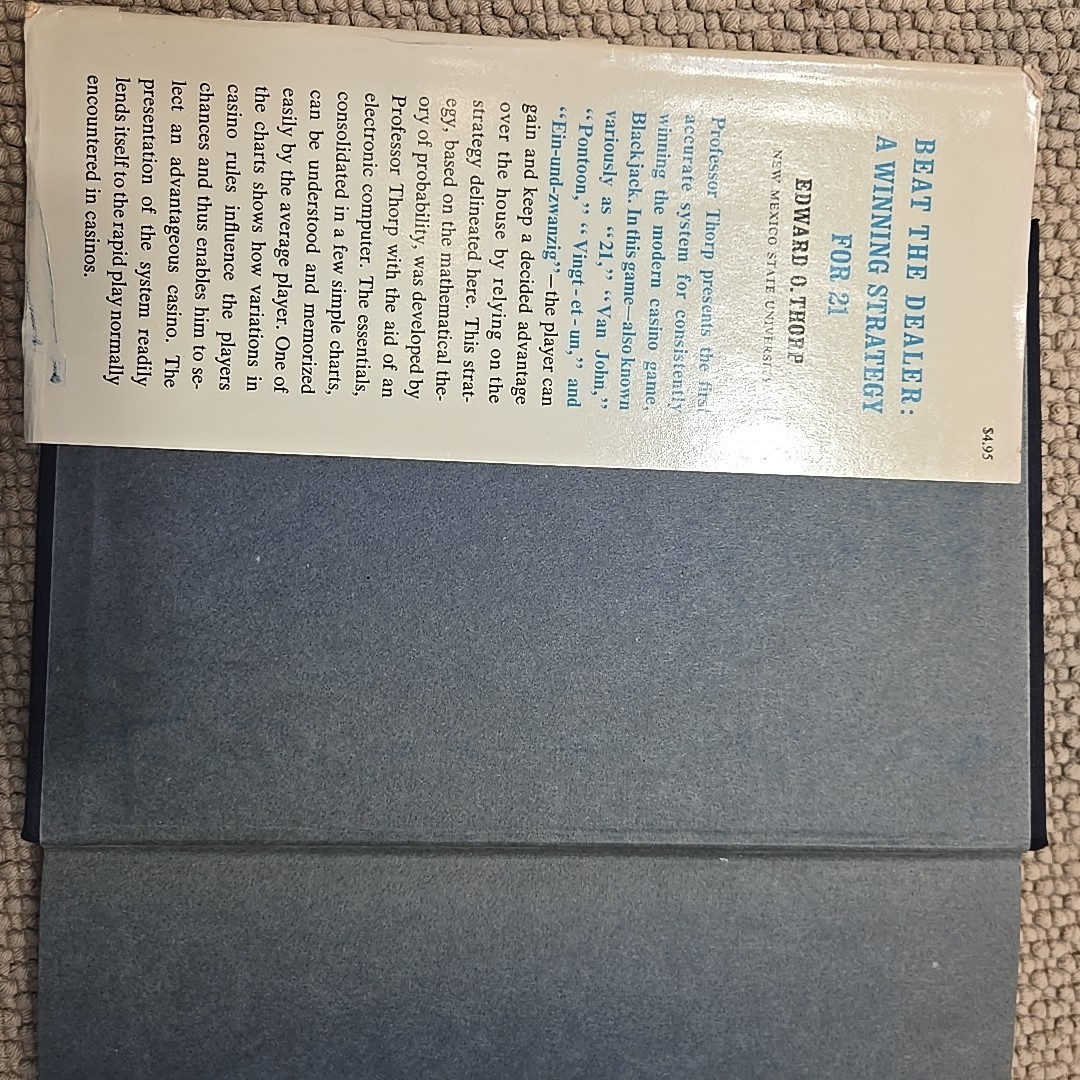 $4.95
BEAT THE DEALER:
A WINNING STRATEGY
FOR 21
EDWARD O. THORP
NEW MEXICO STATE UNIVERSITY
Professor Thorp presents the first
accurate system for consistently
winning the modern casino game,
Blackjack. In this game—also known
variously as “21,” “Van John,”
“Pontoon,” “Vingt-et-un,” and
“Ein-und-zwanzig”—the player can
gain and keep a decided advantage
over the house by relying on the
strategy delineated here. This strat-
egy, based on the mathematical the-
ory of probability, was developed by
Professor Thorp with the aid of an
electronic computer. The essentials,
consolidated in a few simple charts,
can be understood and memorized
easily by the average player. One of
the charts shows how variations in
casino rules influence the players
chances and thus enables him to se-
lect an advantageous casino. The
presentation of the system readily
lends itself to the rapid play normally
encountered in casinos.